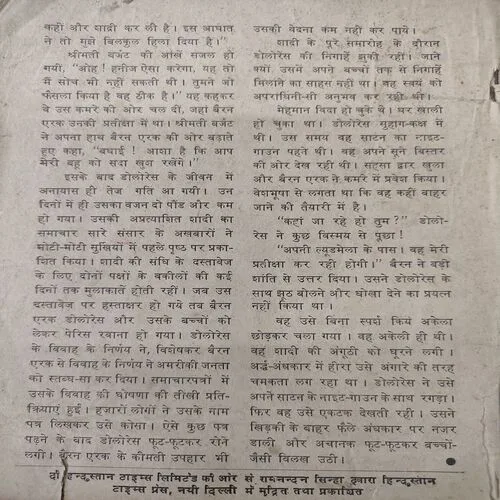 कहीं और शादी कर ली है। इस आघात
ने तो मुझे बिलकुल हिला दिया है।"
श्रीमती बर्जट की आँखें सजल हो
गयीं, "ओह! हनीज ऐसा करेगा, यह तो
मैं सोच भी नहीं सकती थी। तुमने जो
फैसला किया है वह ठीक है।" यह कहकर
वे उस कमरे की ओर चल दीं, जहां बैरन
एरक उनकी प्रतीक्षा में था। श्रीमती बर्जट
ने अपना हाथ बैरन एरक की ओर बढ़ाते
हुए कहा, "बधाई! आशा है कि आप
मेरी बहू को सदा खुश रखेंगे।"
इसके बाद डोलोरेस के जीवन में
अनायास ही तेज गति आ गयी। उन
दिनों में ही उसका वजन दो पौंड और कम
हो गया। उसकी अप्रत्याशित शादी का
समाचार सारे संसार के अखबारों ने
मोटी-मोटी सुर्खियों में पहले पृष्ठ पर प्रका-
शित किया। शादी की संधि के दस्तावेज
के लिए दोनों पक्षों के वकीलों की कई
दिनों तक मुलाकातें होती रहीं। जब उस
दस्तावेज पर हस्ताक्षर हो गये तब बैरन
एरक डोलोरेस और उसके बच्चों को
लेकर पेरिस रवाना हो गया। डोलोरेस
के विवाह के निर्णय ने, विशेषकर बैरन
एरक से विवाह के निर्णय ने अमरीकी जनता
को स्तब्ध-सा कर दिया। समाचारपत्रों में
उसके विवाह की घोषणा की तीखी प्रति-
क्रियाएं हुईं। हजारों लोगों ने उसके नाम
पत्र लिखकर उसे कोसा। ऐसे कुछ पत्र
पढ़ने के बाद डोलोरेस फूट-फूटकर रोने
लगी। बैरन एरक के कीमती उपहार भी
उसकी वेदना कम नहीं कर पाये।
शादी के पूरे समारोह के दौरान
डोलोरेस की निगाहें झुकी रहीं। जाने
क्यों उसमें अपने बच्चों तक से निगाहें
मिलाने का साहस नहीं था। वह स्वयं को
अपराधिनी-सी अनुभव कर रही थी।
मेहमान विदा हो चुके थे। घर खाली
हो चुका था। डोलोरेस सुहाग-कक्ष में
थी। उस समय वह साटन का नाइट-
गाउन पहने थी। वह अपने सूने बिस्तर
की ओर देख रही थी। सहसा द्वार खुला
और बैरन एरक ने कमरे में प्रवेश किया।
वेशभूषा से लगता था कि वह कहीं बाहर
जाने की तैयारी में है।
"कहां जा रहे हो तुम?" डोलो-
रेस ने कुछ विस्मय से पूछा!
"अपनी ल्यूडमेला के पास। वह मेरी
प्रतीक्षा कर रही होगी।" बैरन ने बड़ी
शांति से उत्तर दिया। उसने डोलोरेस के
साथ झूठ बोलने और धोखा देने का प्रयत्न
नहीं किया था।
वह उसे बिना स्पर्श किये अकेला
छोड़कर चला गया। वह अकेली ही थी।
वह शादी की अंगूठी को घूरने लगी।
अर्द्ध-अंधकार में हीरा उसे अंगारे की तरह
चमकता लग रहा था। डोलोरेस ने उसे
अपने साटन के नाइट-गाउन के साथ रगड़ा।
फिर वह उसे एकटक देखती रही। उसने
खिड़की के बाहर फैले अंधकार पर नजर
डाली और अचानक फूट-फूटकर बच्चों-
जैसी बिलख उठी।
दी हिन्दुस्तान टाइम्स लिमिटेड की ओर से रामनन्दन सिन्हा द्वारा हिन्दुस्तान
टाइम्स प्रेस, नयी दिल्ली में मुद्रित तथा प्रकाशित